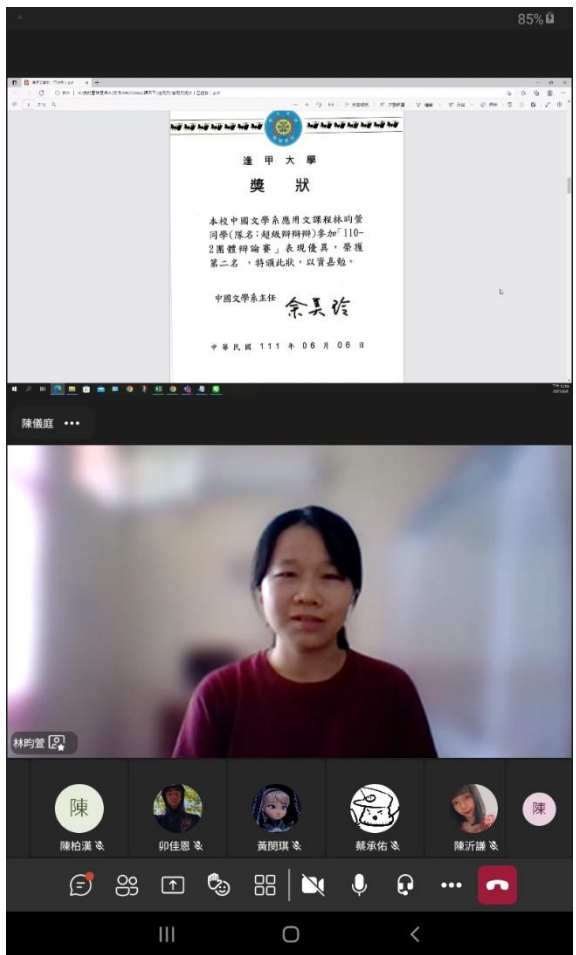 85%
逢甲大學
獎狀
本校中國文學系應用文課程林昀萱
同學(隊名:超級辯辯辯)參加「110-
2團體辯論賽」表現優異,榮獲
第二名 ,特頒此狀,以資嘉勉。
中國文學系主任 余美玲
中華民國 111 年 06 月 06 日
陳儀庭
林昀萱
陳
陳柏漢
卯佳恩
黃閔琪
蔡承佑
陳沂謙
陳